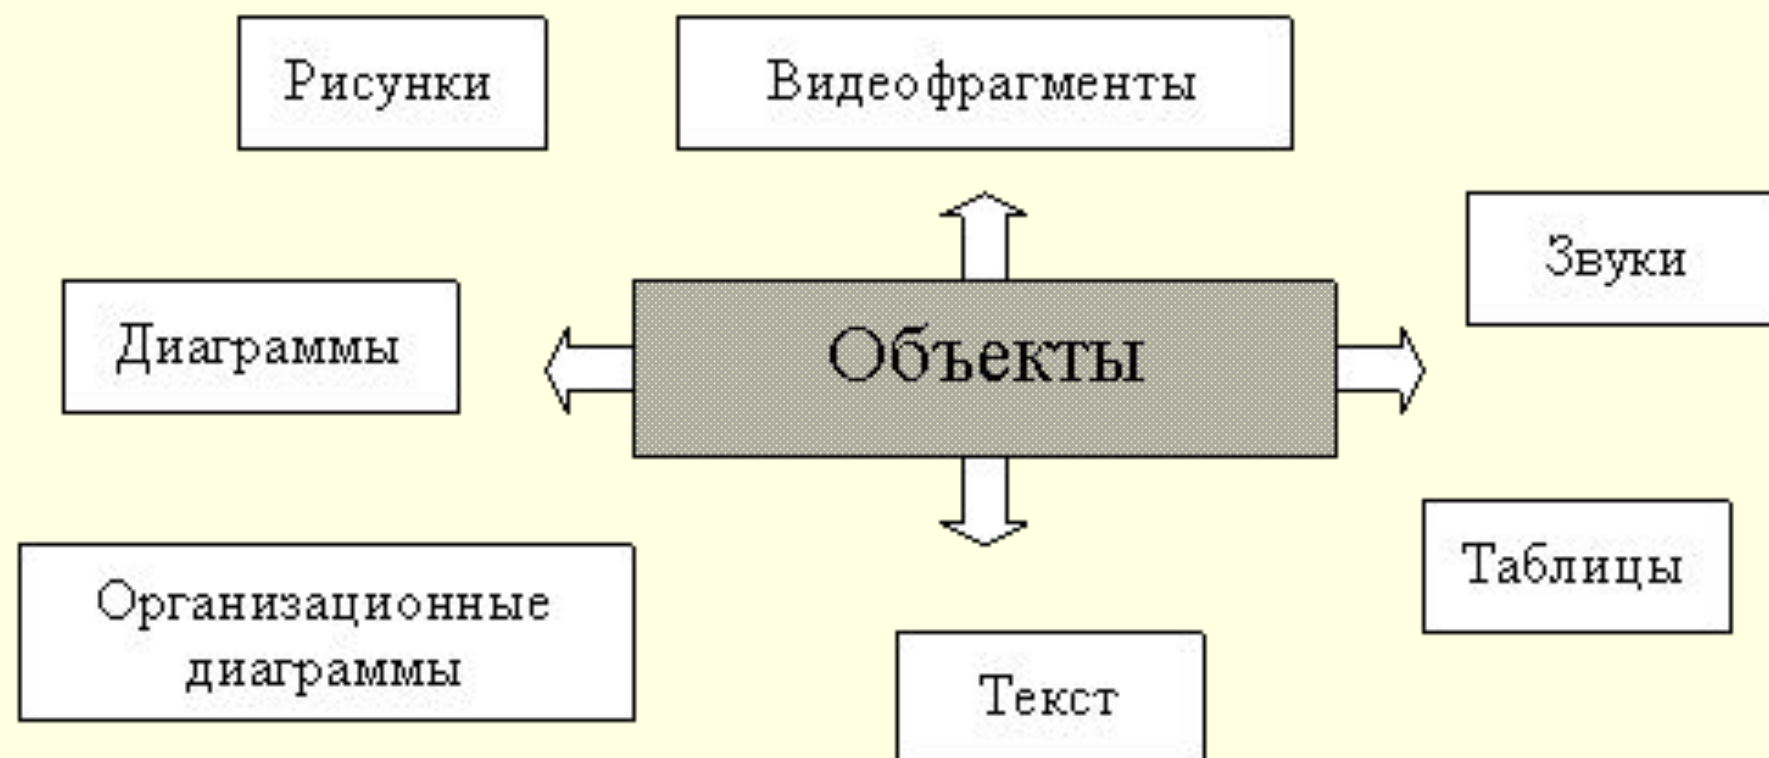 Рисунки
Видеофрагменты
Звуки
Диаграммы
Объекты
Таблицы
Организационные
диаграммы
Текст